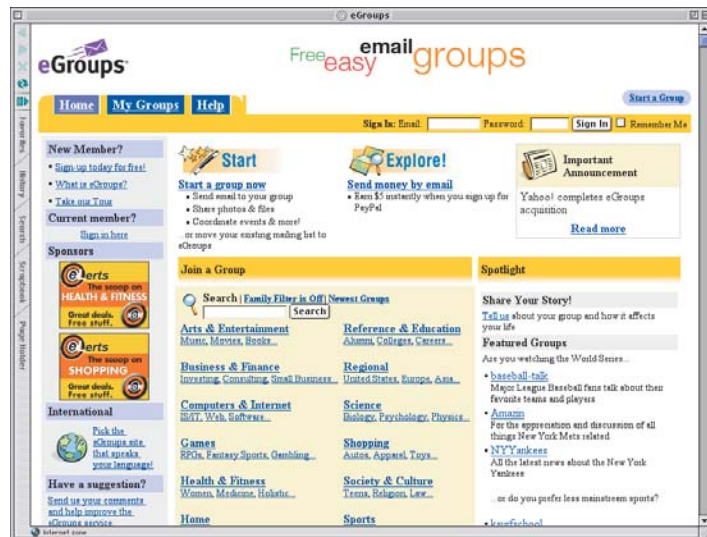 eGroups
eGroups
Free easy email groups
Start a Group
Home My Groups Help
Sign In: Email: Password: Sign In Remember Me
Favorites
History
Search
Scrapbook
Page Holder
New Member?
• Sign-up today for free!
• What is eGroups?
• Take our Tour
Current member?
Sign in here
Sponsors
@lerts
The scoop on
HEALTH & FITNESS
Great deals.
Free stuff.
@lerts
The scoop on
SHOPPING
Great deals.
Free stuff.
International
Pick the
eGroups site
that speaks
your language!
Have a suggestion?
Send us your comments
and help improve the
eGroups service.
Start
Start a group now
• Send email to your group
• Share photos & files
• Coordinate events & more!
...or move your existing mailing list to
eGroups
Explore!
Send money by email
• Earn $5 instantly when you sign up for
PayPal
Important
Announcement
Yahoo! completes eGroups
acquisition
Read more
Join a Group
Search | Family Filter is Off | Newest Groups
Search
Arts & Entertainment
Music, Movies, Books...
Business & Finance
Investing, Consulting, Small Business...
Computers & Internet
IS/IT, Web, Software...
Games
RPGs, Fantasy Sports, Gambling...
Health & Fitness
Women, Medicine, Holistic...
Home
Reference & Education
Alumni, Colleges, Careers...
Regional
United States, Europe, Asia...
Science
Biology, Psychology, Physics...
Shopping
Autos, Apparel, Toys...
Society & Culture
Teens, Religion, Law...
Sports
Spotlight
Share Your Story!
Tell us about your group and how it affects
your life
Featured Groups
Are you watching the World Series...
• baseball-talk
Major League Baseball fans talk about their
favorite teams and players
• Amazin
For the appreciation and discussion of all
things New York Mets related
• NYYankees
All the latest news about the New York
Yankees
...or do you prefer less mainstream sports?
Internet zone